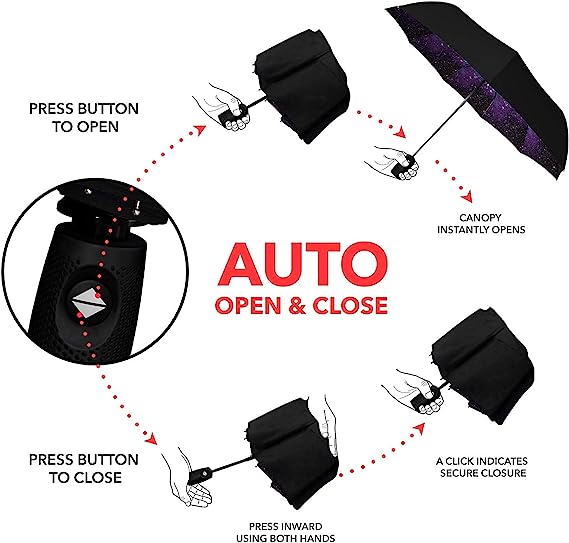 PRESS BUTTON
TO OPEN
CANOPY
INSTANTLY OPENS
AUTO
OPEN & CLOSE
PRESS BUTTON
TO CLOSE
A CLICK INDICATES
SECURE CLOSURE
PRESS INWARD
USING BOTH HANDS